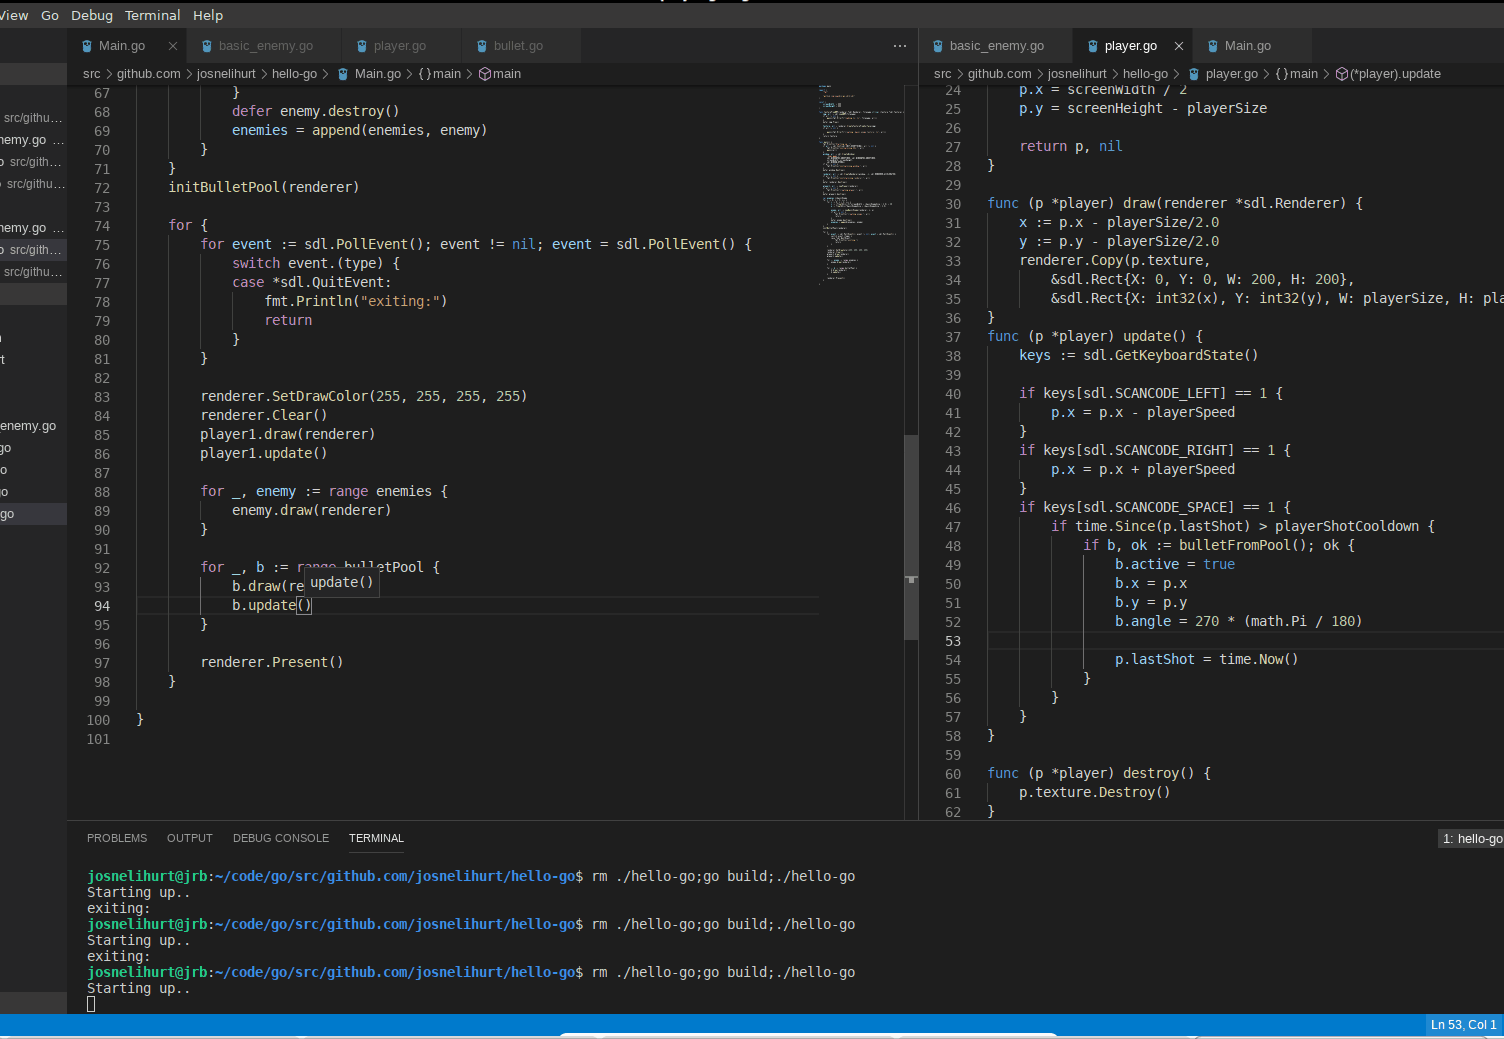 View Go Debug Terminal Help
Main.go basic_enemy.go player.go bullet.go ...
src > github.com > josnelihurt > hello-go > Main.go > {} main > main
67 }
68 defer enemy.destroy()
69 enemies = append(enemies, enemy)
70 }
71 }
72 initBulletPool(renderer)
73
74 for {
75 for event := sdl.PollEvent(); event != nil; event = sdl.PollEvent() {
76 switch event.(type) {
77 case *sdl.QuitEvent:
78 fmt.Println("exiting:")
79 return
80 }
81 }
82
83 renderer.SetDrawColor(255, 255, 255, 255)
84 renderer.Clear()
85 player1.draw(renderer)
86 player1.update()
87
88 for _, enemy := range enemies {
89 enemy.draw(renderer)
90 }
91
92 for _, b := range bulletPool {
93 b.draw(re
update()
94 b.update()
95 }
96
97 renderer.Present()
98 }
99
100 }
101
basic_enemy.go player.go Main.go
src > github.com > josnelihurt > hello-go > player.go > {} main > (*player).update
24 p.x = screenWidth / 2
25 p.y = screenHeight - playerSize
26
27 return p, nil
28 }
29
30 func (p *player) draw(renderer *sdl.Renderer) {
31 x := p.x - playerSize/2.0
32 y := p.y - playerSize/2.0
33 renderer.Copy(p.texture,
34 &sdl.Rect{X: 0, Y: 0, W: 200, H: 200},
35 &sdl.Rect{X: int32(x), Y: int32(y), W: playerSize, H: pla
36 }
37 func (p *player) update() {
38 keys := sdl.GetKeyboardState()
39
40 if keys[sdl.SCANCODE_LEFT] == 1 {
41 p.x = p.x - playerSpeed
42 }
43 if keys[sdl.SCANCODE_RIGHT] == 1 {
44 p.x = p.x + playerSpeed
45 }
46 if keys[sdl.SCANCODE_SPACE] == 1 {
47 if time.Since(p.lastShot) > playerShotCooldown {
48 if b, ok := bulletFromPool(); ok {
49 b.active = true
50 b.x = p.x
51 b.y = p.y
52 b.angle = 270 * (math.Pi / 180)
53
54 p.lastShot = time.Now()
55 }
56 }
57 }
58 }
59
60 func (p *player) destroy() {
61 p.texture.Destroy()
62 }
src/githu...
nemy.go ...
o src/gith...
src/githu...
nemy.go ...
o src/gith...
src/githu...
rt
enemy.go
go
o
go
go
PROBLEMS OUTPUT DEBUG CONSOLE TERMINAL 1: hello-go
josnelihurt@jrb:~/code/go/src/github.com/josnelihurt/hello-go$ rm ./hello-go;go build;./hello-go
Starting up..
exiting:
josnelihurt@jrb:~/code/go/src/github.com/josnelihurt/hello-go$ rm ./hello-go;go build;./hello-go
Starting up..
exiting:
josnelihurt@jrb:~/code/go/src/github.com/josnelihurt/hello-go$ rm ./hello-go;go build;./hello-go
Starting up..
Ln 53, Col 1